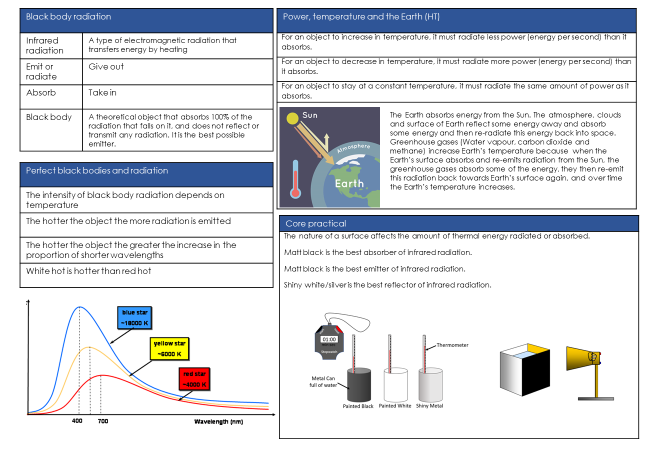 Black body radiation
Infrared radiation
A type of electromagnetic radiation that
transfers energy by heating
Emit or radiate
Give out
Absorb
Take in
Black body
A theoretical object that absorbs 100% of the
radiation that falls on it, and does not reflect or
transmit any radiation. It is the best possible
emitter.
Perfect black bodies and radiation
The intensity of black body radiation depends on
temperature
The hotter the object the more radiation is emitted
The hotter the object the greater the increase in the
proportion of shorter wavelengths
White hot is hotter than red hot
blue star
~18000 K
yellow star
~6000 K
red star
~4000 K
400
700
Wavelength (nm)
Power, temperature and the Earth (HT)
For an object to increase in temperature, it must radiate less power (energy per second) than it
absorbs.
For an object to decrease in temperature, it must radiate more power (energy per second) than
it absorbs.
For an object to stay at a constant temperature, it must radiate the same amount of power as it
absorbs.
Sun
Atmosphere
Earth
The Earth absorbs energy from the Sun. The atmosphere, clouds
and surface of Earth reflect some energy away and absorb
some energy and then re-radiate this energy back into space.
Greenhouse gases (Water vapour, carbon dioxide and
methane) increase Earth's temperature because when the
Earth's surface absorbs and re-emits radiation from the Sun, the
greenhouse gases absorb some of the energy, they then re-emit
this radiation back towards Earth's surface again, and over time
the Earth's temperature increases.
Core practical
The nature of a surface affects the amount of thermal energy radiated or absorbed.
Matt black is the best absorber of infrared radiation.
Matt black is the best emitter of infrared radiation.
Shiny white/silver is the best reflector of infrared radiation.
01:00
Thermometer
Metal Can
full of water
Painted Black
Painted White
Shiny Metal